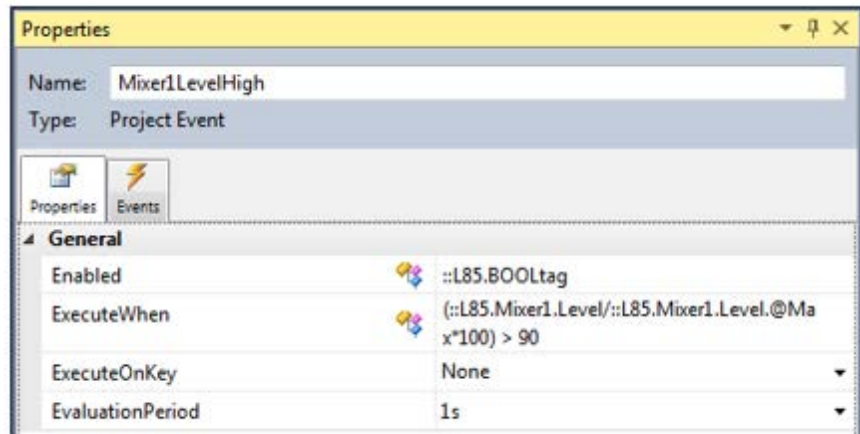 Properties
Name: Mixer1LevelHigh
Type: Project Event
Properties Events
General
Enabled ::L85.BOOLtag
ExecuteWhen (::L85.Mixer1.Level/::L85.Mixer1.Level.@Ma
x*100) > 90
ExecuteOnKey None
EvaluationPeriod 1s